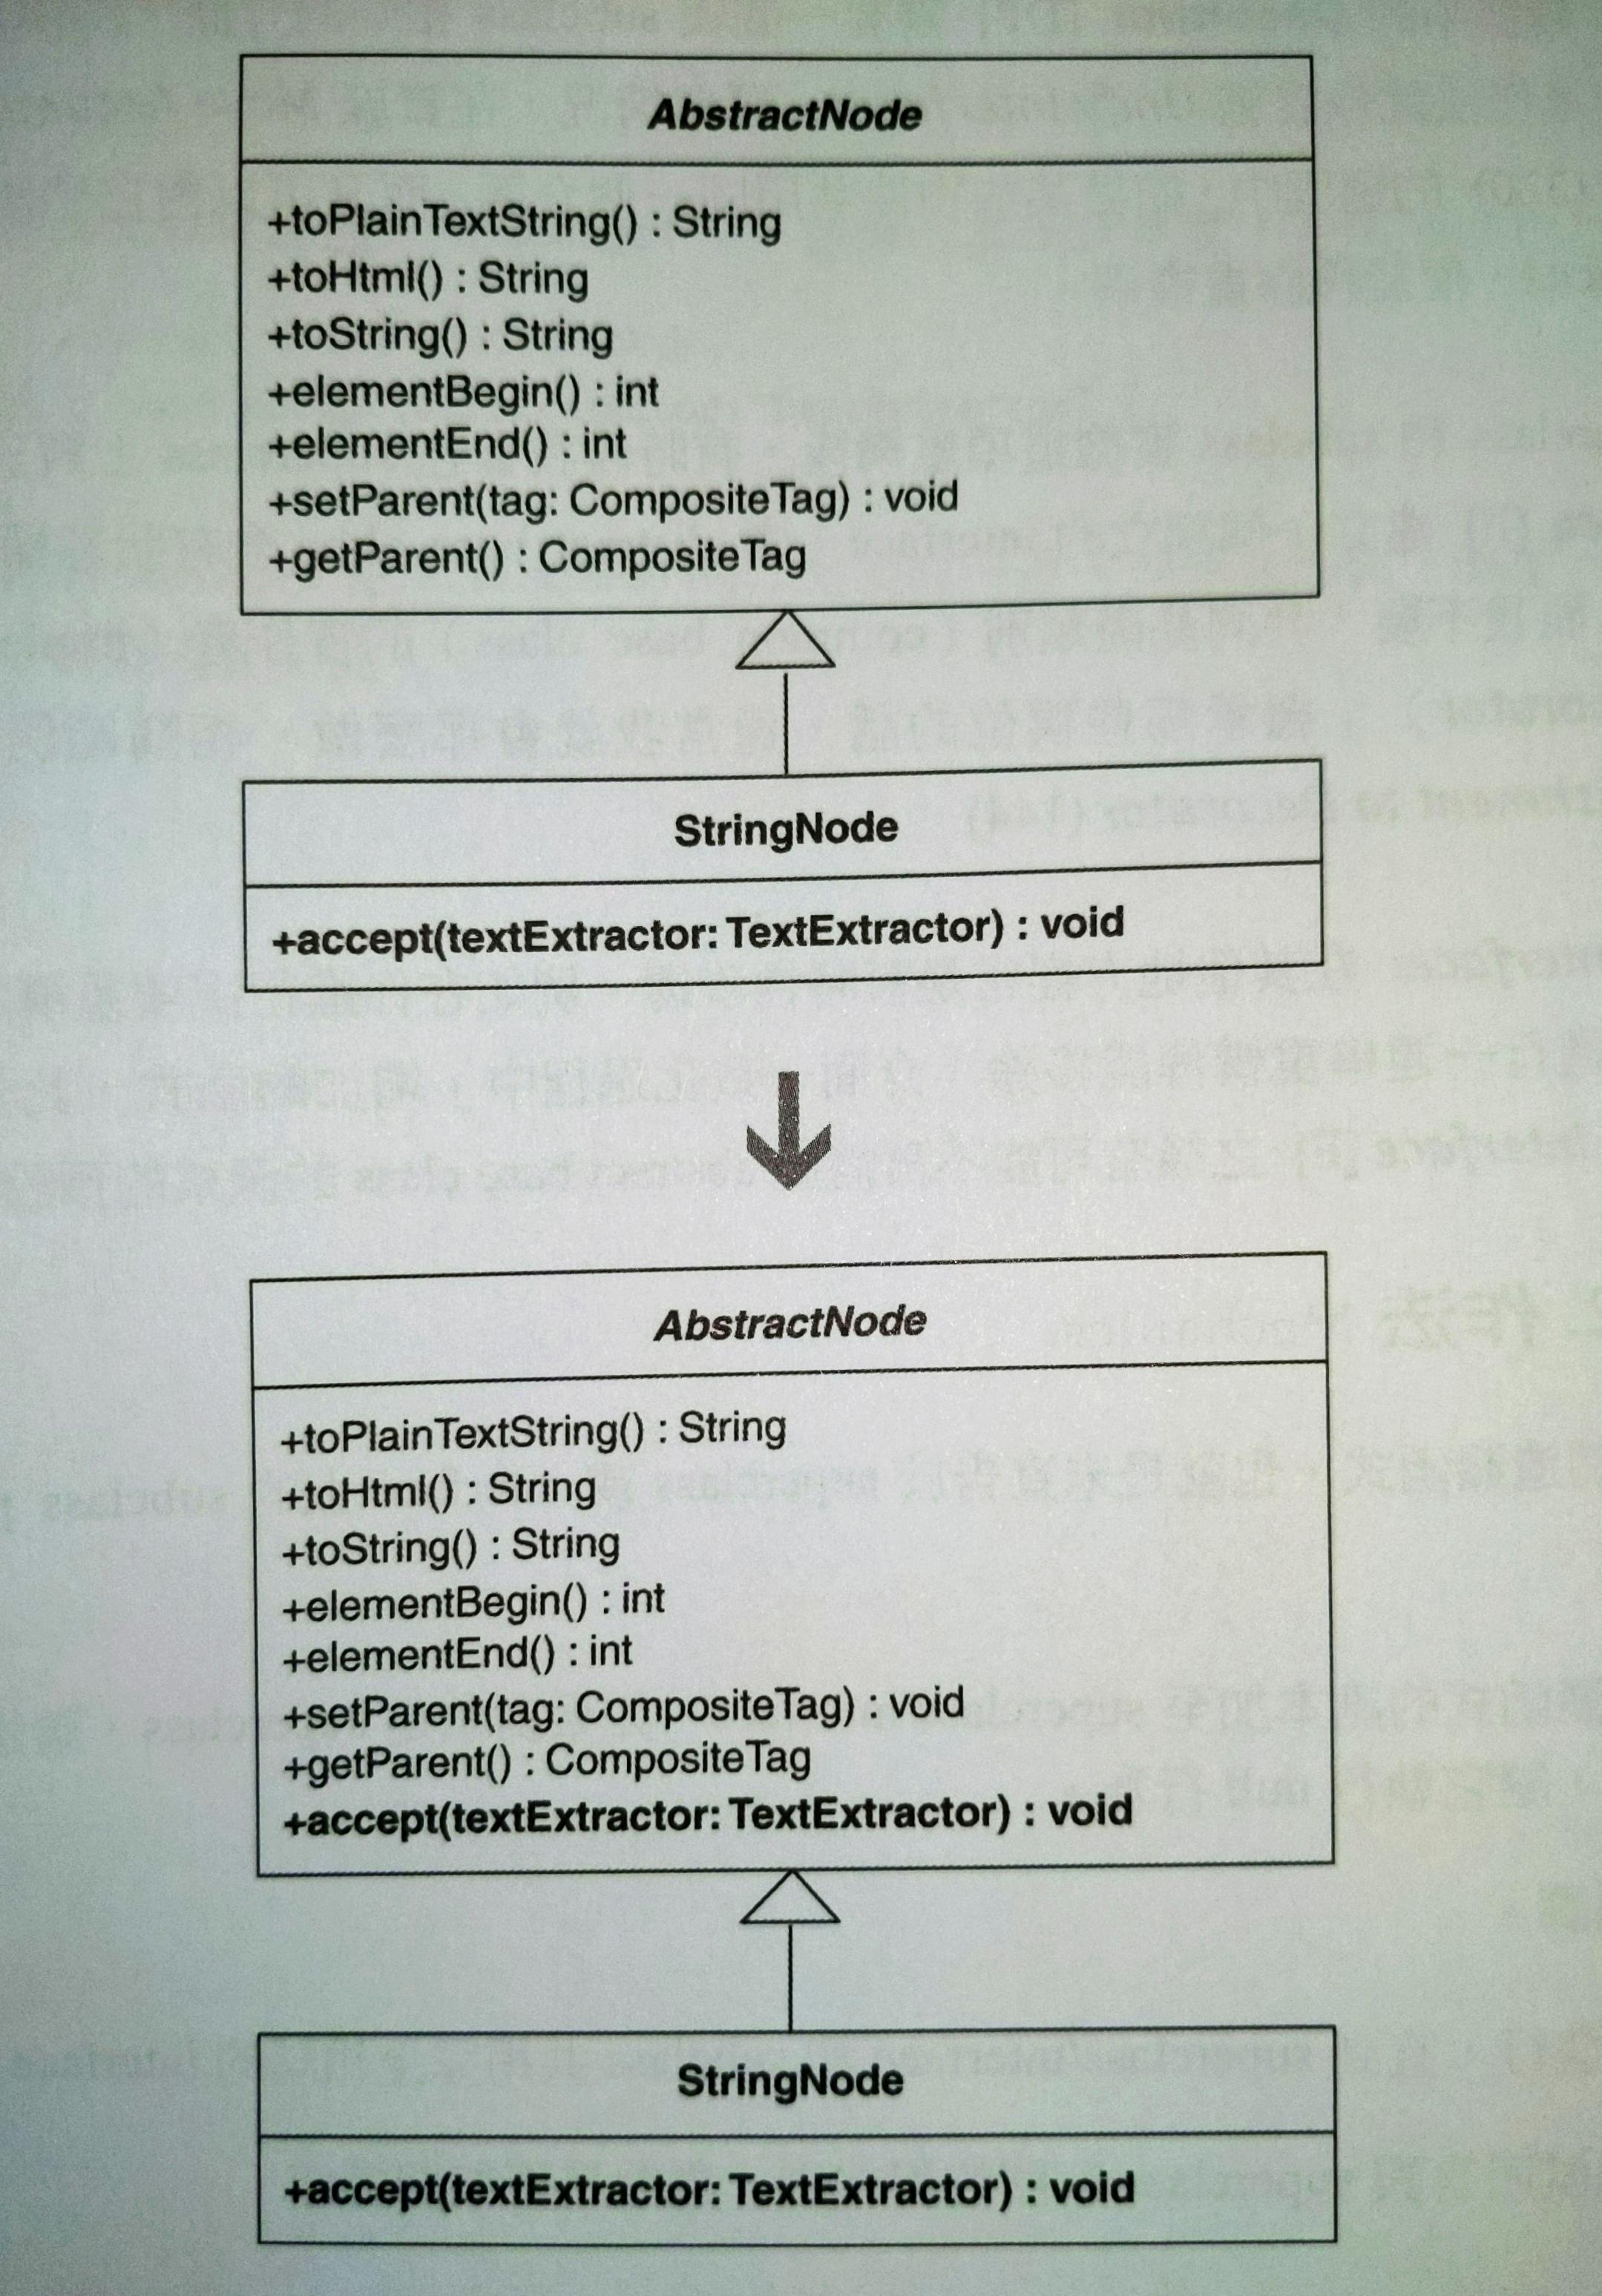 AbstractNode
+toPlainTextString() : String
+toHtml() : String
+toString() : String
+elementBegin() : int
+elementEnd() : int
+setParent(tag: CompositeTag) : void
+getParent() : CompositeTag
StringNode
+accept(textExtractor: TextExtractor) : void
AbstractNode
+toPlainTextString() : String
+toHtml() : String
+toString() : String
+elementBegin() : int
+elementEnd() : int
+setParent(tag: CompositeTag) : void
+getParent() : CompositeTag
+accept(textExtractor: TextExtractor) : void
StringNode
+accept(textExtractor: TextExtractor) : void